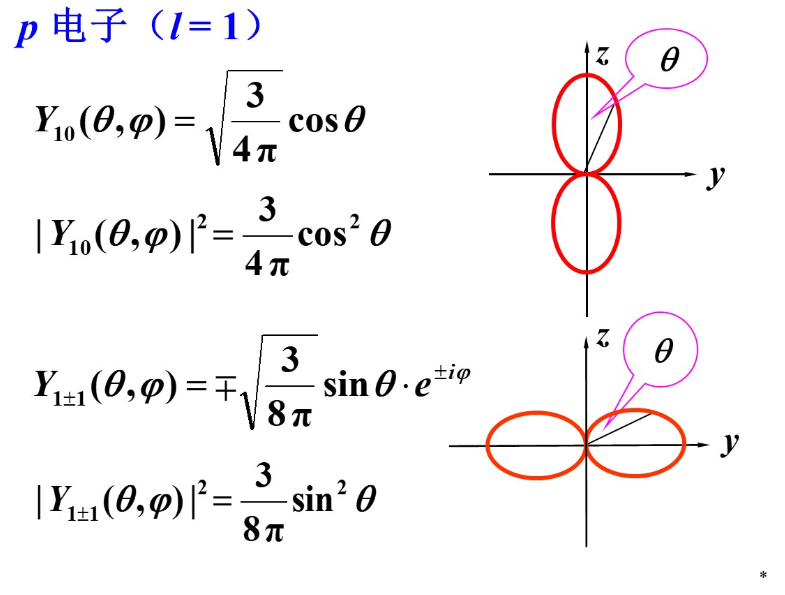 p 电子（l = 1）
Y₁₀(θ,φ) = √(3/4π) cosθ
|Y₁₀(θ,φ)|² = 3/4π cos²θ
Y₁±₁(θ,φ) = ∓√(3/8π) sinθ · e^±iφ
|Y₁±₁(θ,φ)|² = 3/8π sin²θ
z
θ
y
z
θ
y
*